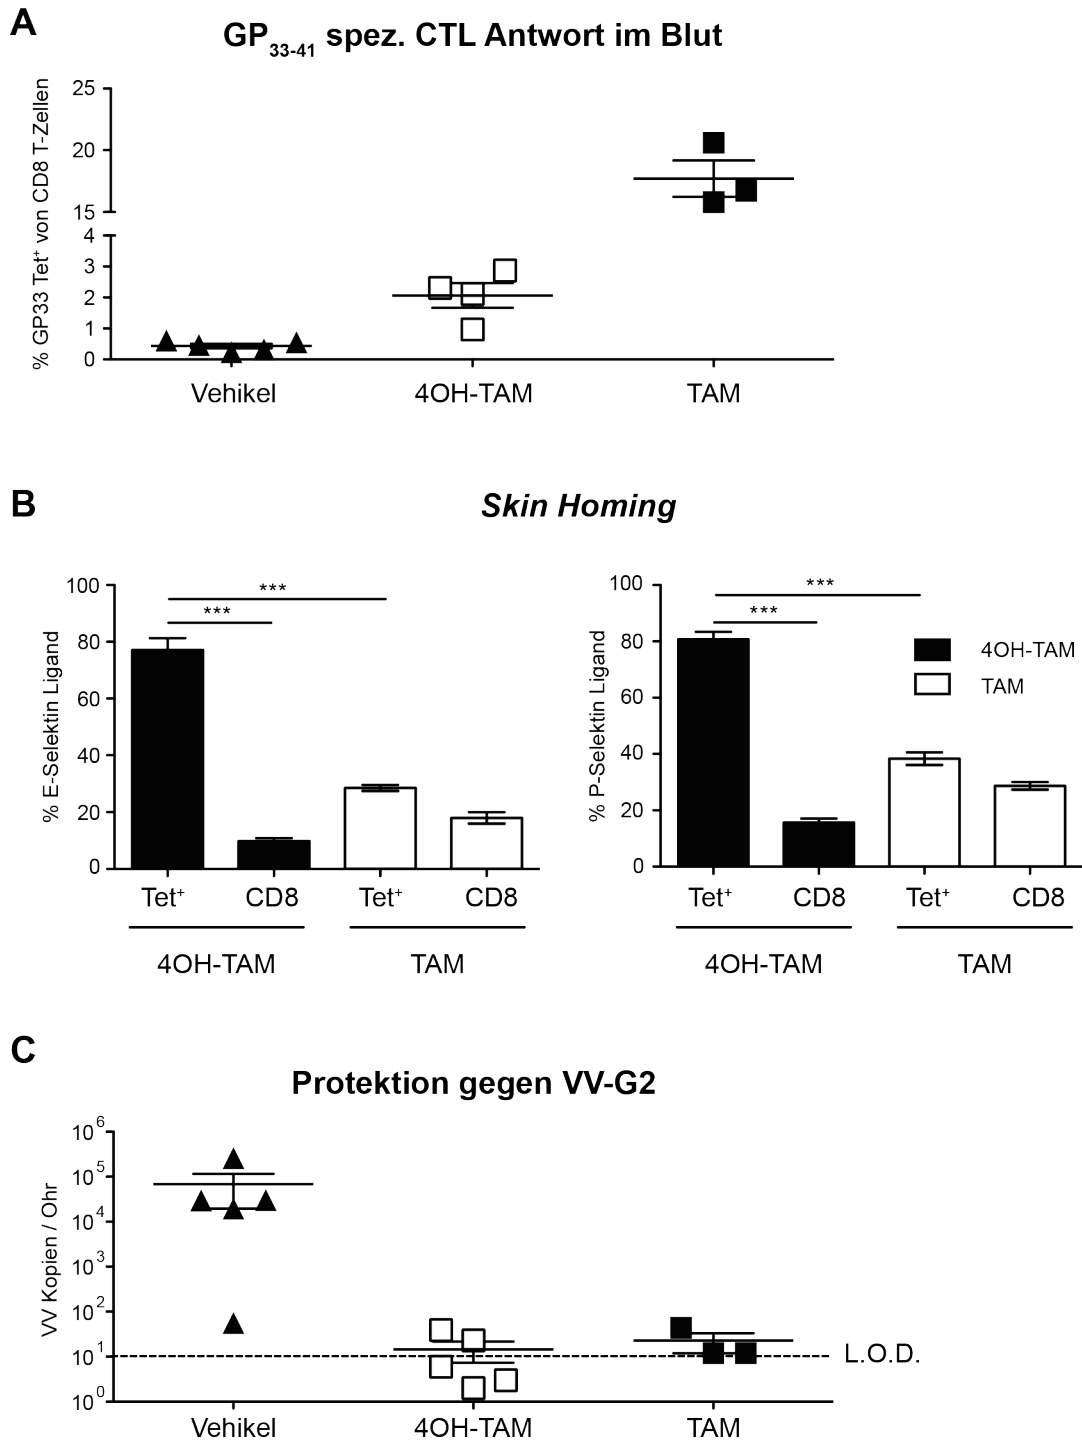 A
GP33-41 spez. CTL Antwort im Blut
% GP33 Tet+ von CD8 T-Zellen
25
20
15
4
3
2
1
0
Vehikel 4OH-TAM TAM
B
Skin Homing
% E-Selektin Ligand
100
80
60
40
20
0
***
***
Tet+ CD8 Tet+ CD8
4OH-TAM TAM
% P-Selektin Ligand
100
80
60
40
20
0
***
***
4OH-TAM
TAM
Tet+ CD8 Tet+ CD8
4OH-TAM TAM
C
Protektion gegen VV-G2
VV Kopien / Ohr
10^6
10^5
10^4
10^3
10^2
10^1
10^0
L.O.D.
Vehikel 4OH-TAM TAM